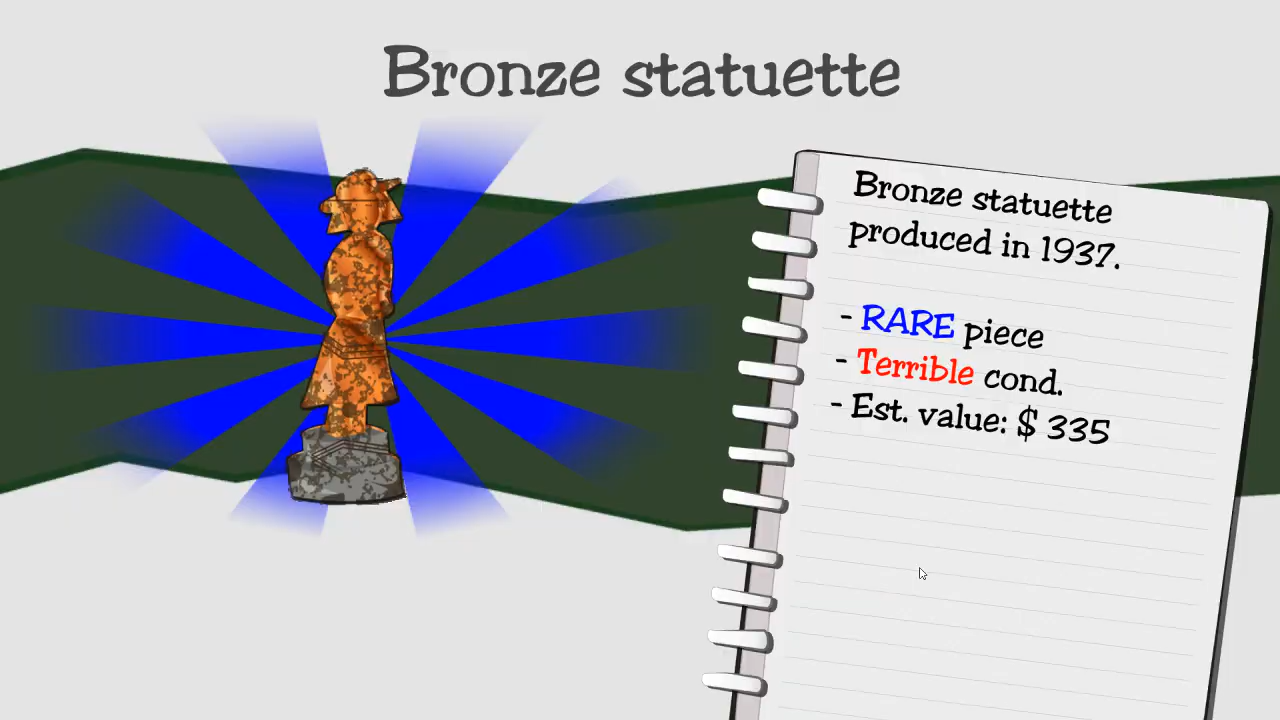 Bronze statuette
Bronze statuette
produced in 1937.
- RARE piece
- Terrible cond.
- Est. value: $ 335